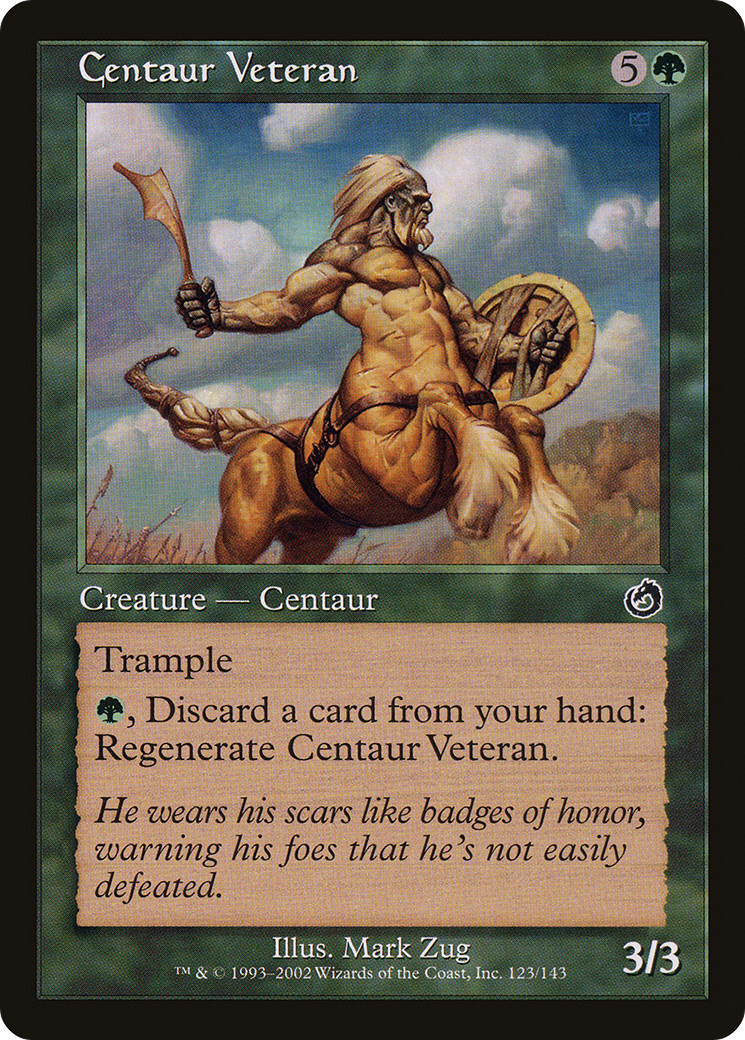 Centaur Veteran 5
Creature — Centaur
Trample
, Discard a card from your hand:
Regenerate Centaur Veteran.
He wears his scars like badges of honor,
warning his foes that he's not easily
defeated.
Illus. Mark Zug
™ & © 1993–2002 Wizards of the Coast, Inc. 123/143
3/3